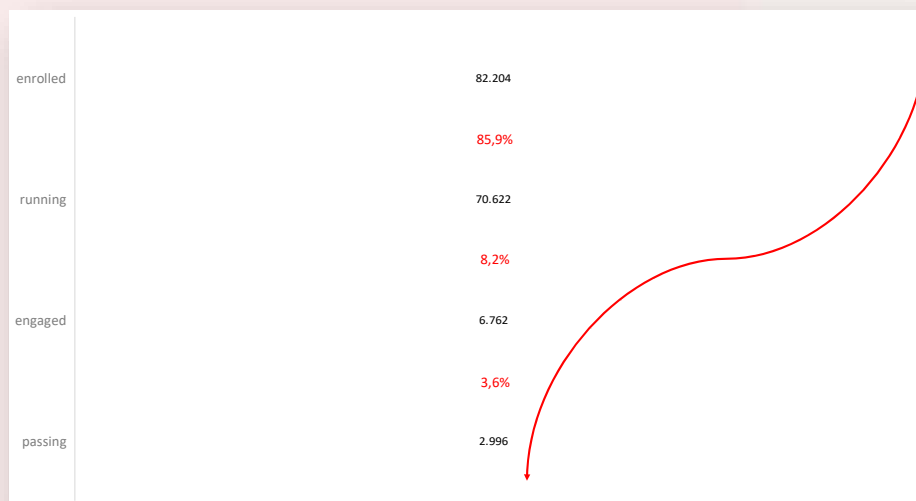 enrolled 82.204
85,9%
running 70.622
8,2%
engaged 6.762
3,6%
passing 2.996